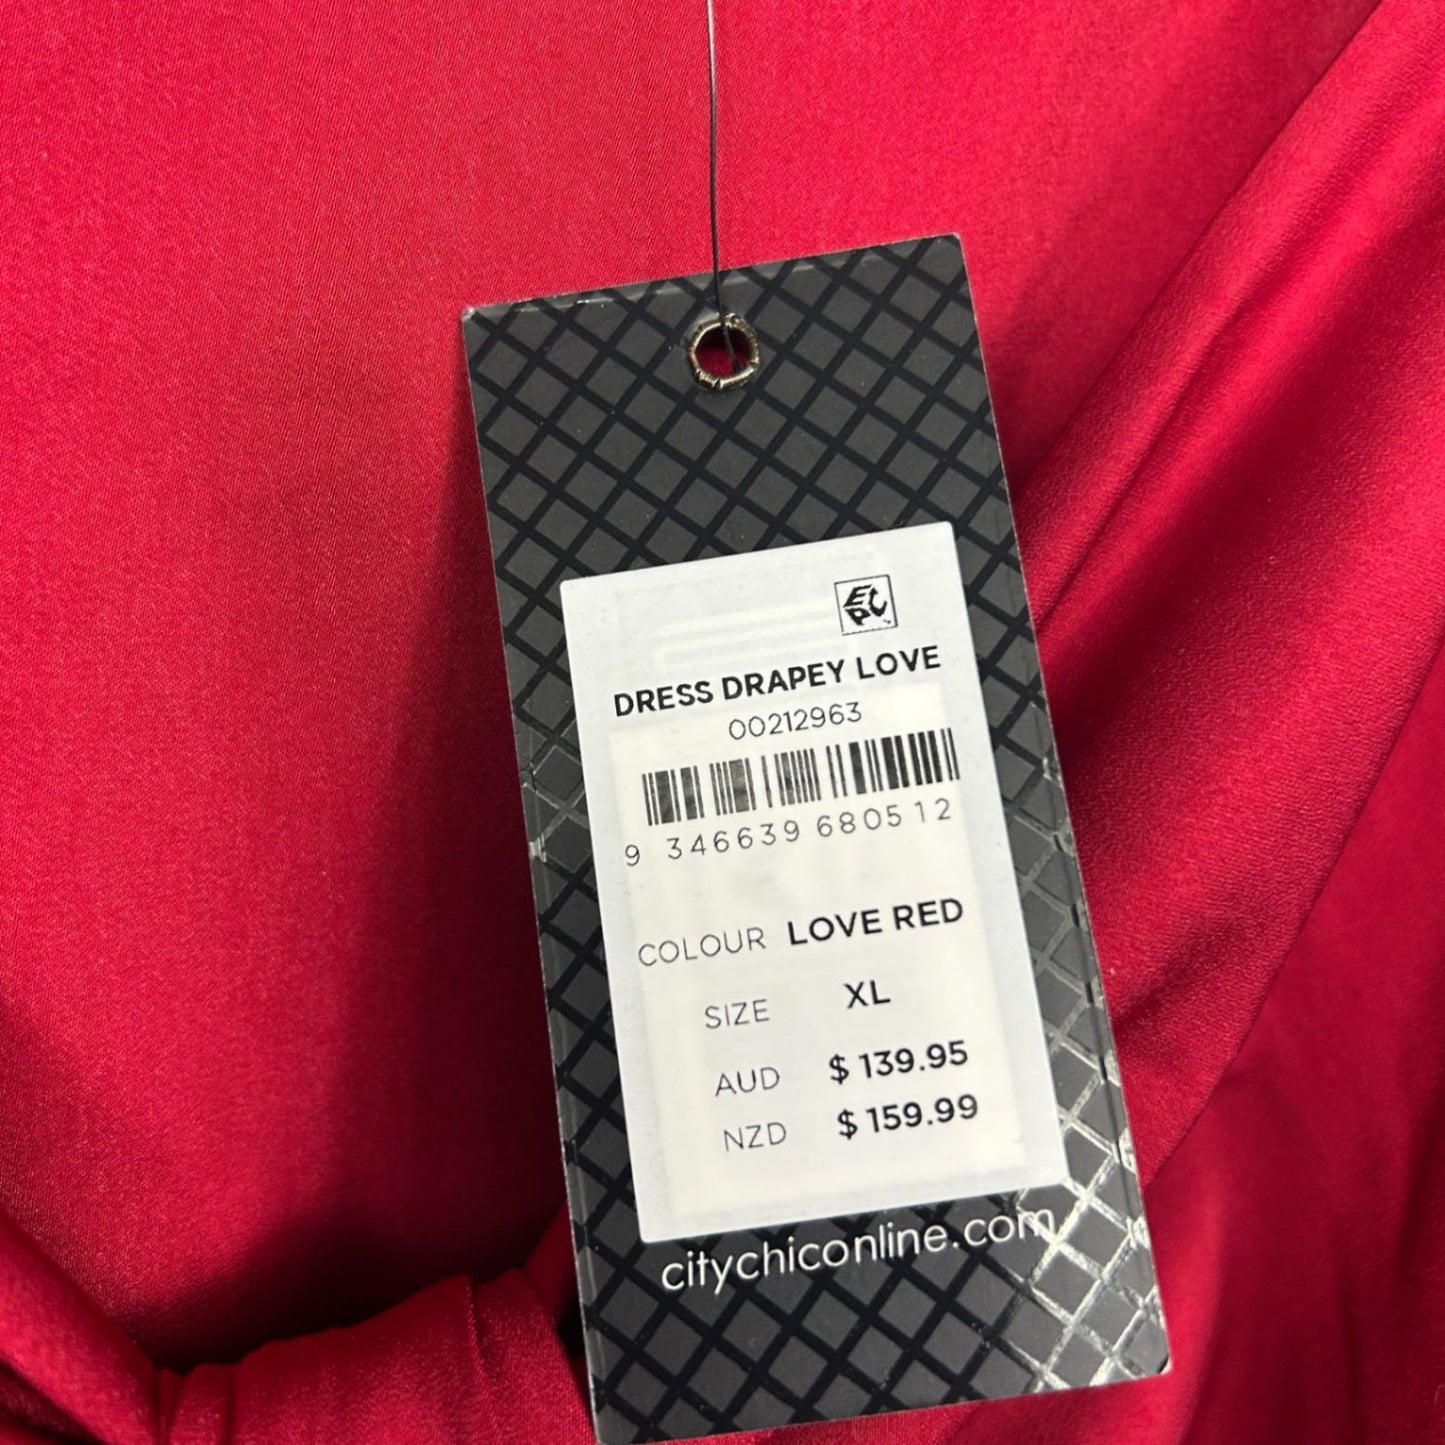 DRESS DRAPEY LOVE
00212963
9 346639 680512
COLOUR LOVE RED
SIZE XL
AUD $ 139.95
NZD $ 159.99
citychiconline.com